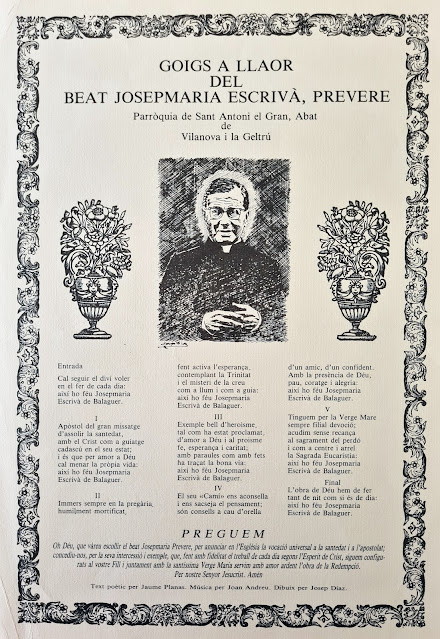 GOIGS A LLAOR
DEL
BEAT JOSEPMARIA ESCRIVÀ, PREVERE
Parròquia de Sant Antoni el Gran, Abat
de
Vilanova i la Geltrú
Entrada
Cal seguir el diví voler
en el fer de cada dia:
així ho féu Josepmaria
Escrivà de Balaguer.
I
Apòstol del gran missatge
d'assolir la santedat,
amb el Crist com a guiatge
cadascú en el seu estat;
i és que per amor a Déu
cal menar la pròpia vida:
així ho féu Josepmaria
Escrivà de Balaguer.
II
Immers sempre en la pregària,
humilment mortificat,
fent activa l'esperança,
contemplant la Trinitat
i el misteri de la creu
com a llum i com a guia:
així ho féu Josepmaria
Escrivà de Balaguer.
III
Exemple bell d'heroisme,
tal com ha estat proclamat;
d'amor a Déu i al proïsme
fe, esperança i caritat;
amb paraules com amb fets
ha traçat la bona via:
així ho féu Josepmaria
Escrivà de Balaguer.
IV
El seu «Camí» ens aconsella
i ens sacseja el pensament;
són consells a cau d'orella
d'un amic, d'un confident.
Amb la presència de Déu,
pau, coratge i alegria:
així ho féu Josepmaria
Escrivà de Balaguer.
V
Tinguem per la Verge Mare
sempre filial devoció;
acudim sense recança
al sagrament del perdó
i com a centre i arrel
la Sagrada Eucaristia:
així ho féu Josepmaria
Escrivà de Balaguer.
Final
L'obra de Déu hem de fer
tant de nit com si és de dia:
així ho féu Josepmaria
Escrivà de Balaguer.
PREGUEM
Oh Déu, que vàreu escollir el beat Josepmaria Prevere, per anunciar en l'Església la vocació universal a la santedat i a l'apostolat;
concediu-nos, per la seva intercessió i exemple, que, fent amb fidelitat el treball de cada dia segons l'Esperit de Crist, siguem configu-
rats al vostre Fill i juntament amb la santíssima Verge Maria servim amb amor ardent l'obra de la Redempció.
Per nostre Senyor Jesucrist. Amén
Text poètic per Jaume Planas. Música per Joan Andreu. Dibuix per Josep Díaz.